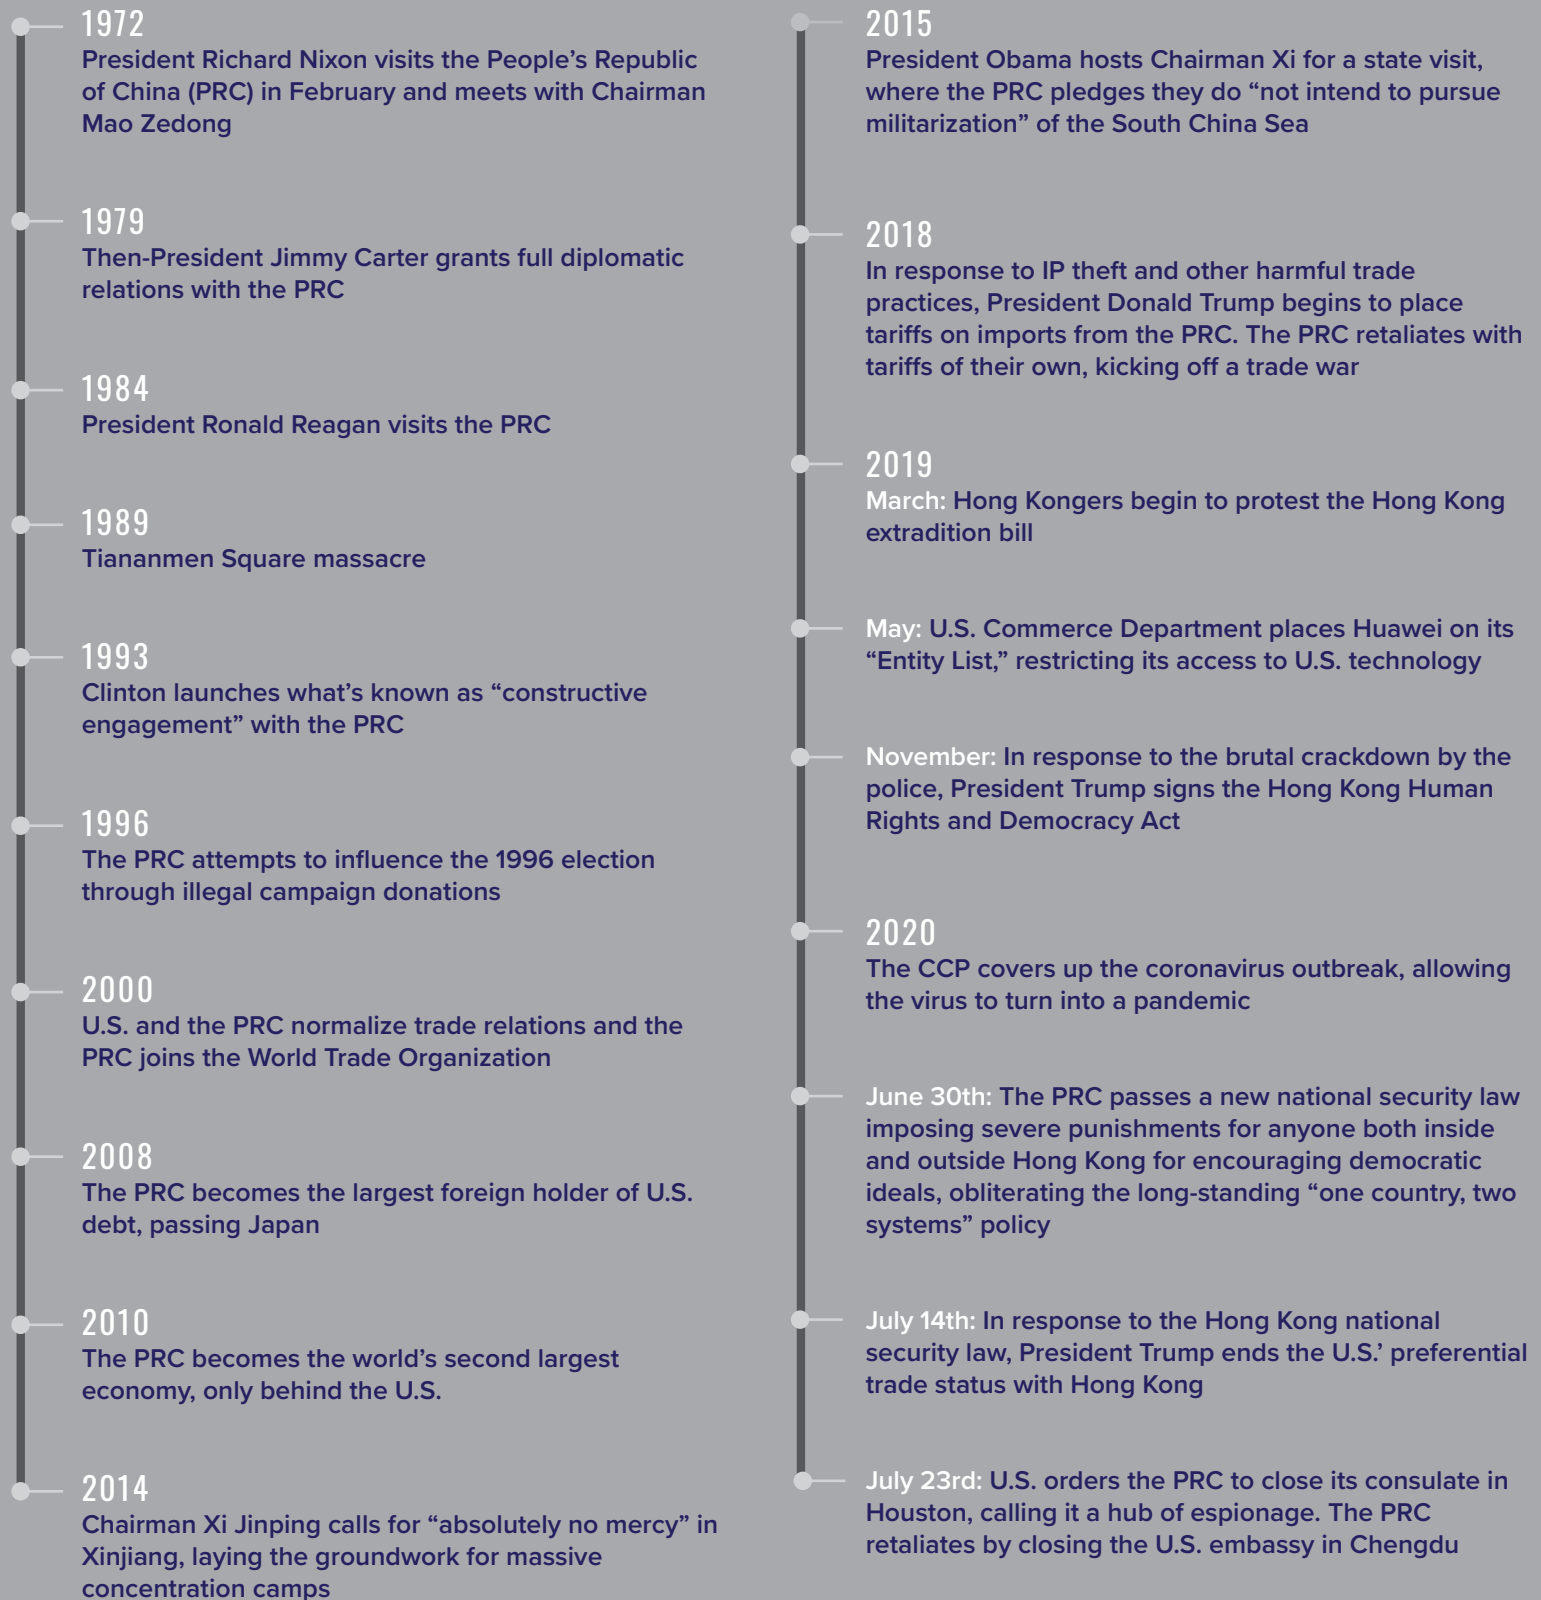 1972
President Richard Nixon visits the People’s Republic
of China (PRC) in February and meets with Chairman
Mao Zedong
1979
Then-President Jimmy Carter grants full diplomatic
relations with the PRC
1984
President Ronald Reagan visits the PRC
1989
Tiananmen Square massacre
1993
Clinton launches what’s known as “constructive
engagement” with the PRC
1996
The PRC attempts to influence the 1996 election
through illegal campaign donations
2000
U.S. and the PRC normalize trade relations and the
PRC joins the World Trade Organization
2008
The PRC becomes the largest foreign holder of U.S.
debt, passing Japan
2010
The PRC becomes the world’s second largest
economy, only behind the U.S.
2014
Chairman Xi Jinping calls for “absolutely no mercy” in
Xinjiang, laying the groundwork for massive
concentration camps
2015
President Obama hosts Chairman Xi for a state visit,
where the PRC pledges they do “not intend to pursue
militarization” of the South China Sea
2018
In response to IP theft and other harmful trade
practices, President Donald Trump begins to place
tariffs on imports from the PRC. The PRC retaliates with
tariffs of their own, kicking off a trade war
2019
March: Hong Kongers begin to protest the Hong Kong
extradition bill
May: U.S. Commerce Department places Huawei on its
“Entity List,” restricting its access to U.S. technology
November: In response to the brutal crackdown by the
police, President Trump signs the Hong Kong Human
Rights and Democracy Act
2020
The CCP covers up the coronavirus outbreak, allowing
the virus to turn into a pandemic
June 30th: The PRC passes a new national security law
imposing severe punishments for anyone both inside
and outside Hong Kong for encouraging democratic
ideals, obliterating the long-standing “one country, two
systems” policy
July 14th: In response to the Hong Kong national
security law, President Trump ends the U.S.’ preferential
trade status with Hong Kong
July 23rd: U.S. orders the PRC to close its consulate in
Houston, calling it a hub of espionage. The PRC
retaliates by closing the U.S. embassy in Chengdu